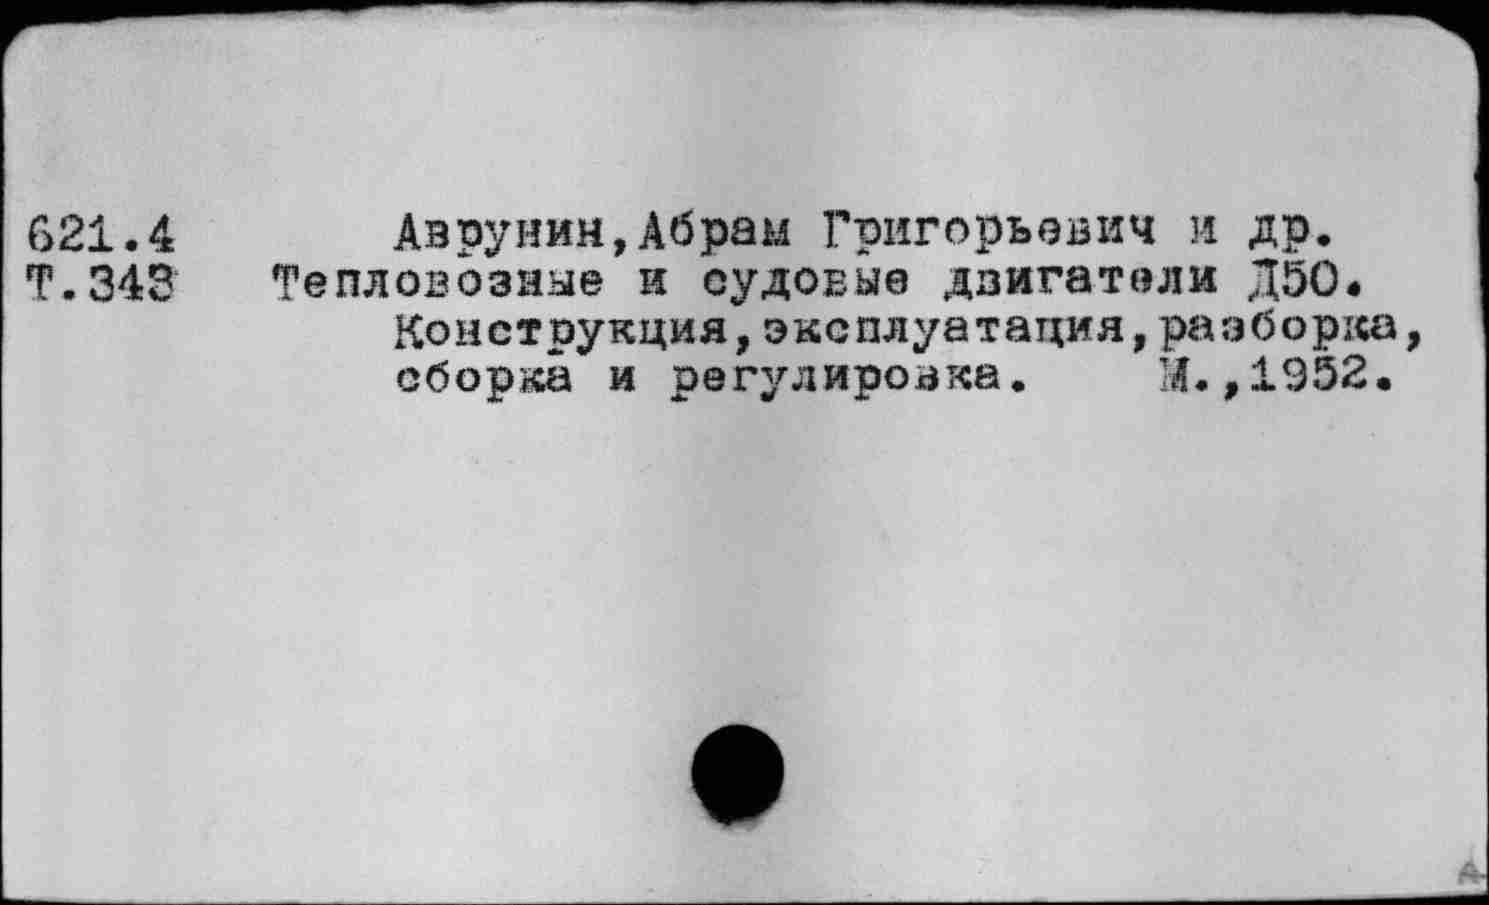 621.4 Аврунин,Абрам Григорьевич и др.
Т.343 Тепловозные и судовые двигатели Д50.
Конструкция,эксплуатация,разборка,
сборка и регулировка. М.,1952.